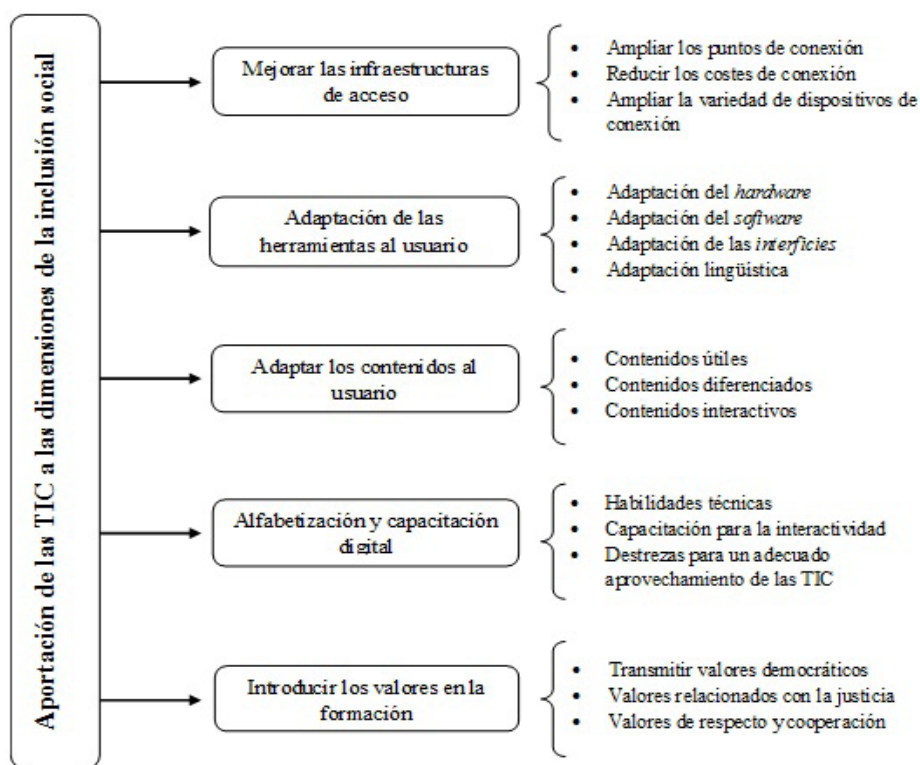 Aportación de las TIC a las dimensiones de la inclusión social
Mejorar las infraestructuras
de acceso
• Ampliar los puntos de conexión
• Reducir los costes de conexión
• Ampliar la variedad de dispositivos de
conexión
Adaptación de las
herramientas al usuario
• Adaptación del hardware
• Adaptación del software
• Adaptación de las interficies
• Adaptación lingüística
Adaptar los contenidos al
usuario
• Contenidos útiles
• Contenidos diferenciados
• Contenidos interactivos
Alfabetización y capacitación
digital
• Habilidades técnicas
• Capacitación para la interactividad
• Destrezas para un adecuado
aprovechamiento de las TIC
Introducir los valores en la
formación
• Transmitir valores democráticos
• Valores relacionados con la justicia
• Valores de respeto y cooperación